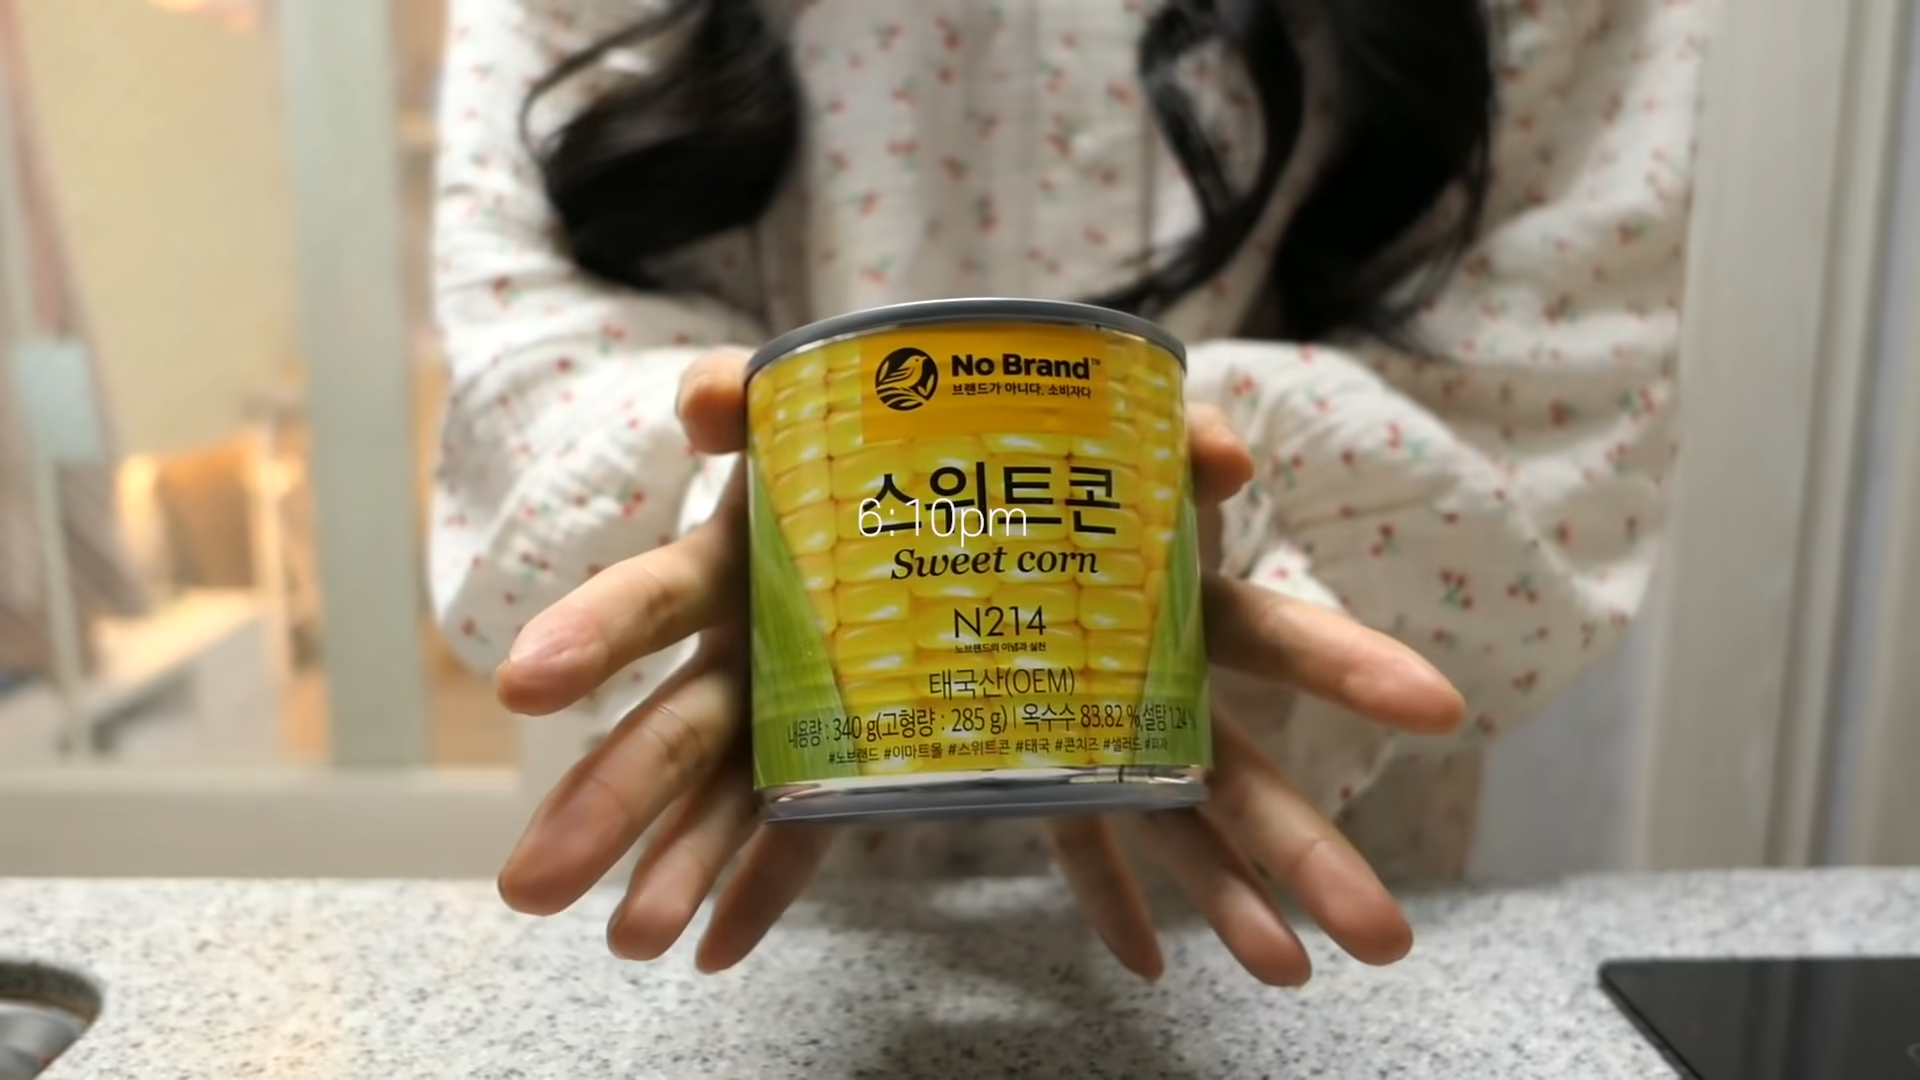 No Brand™
브랜드가 아니다. 소비자다
스위트콘
6:10pm
Sweet corn
N214
노브랜드의 이념과 실천
태국산(OEM)
내용량 : 340 g(고형량 : 285 g) | 옥수수 83.82 %,설탕 1.24 %
#노브랜드 #이마트몰 #스위트콘 #태국 #콘치즈 #샐러드 #피자